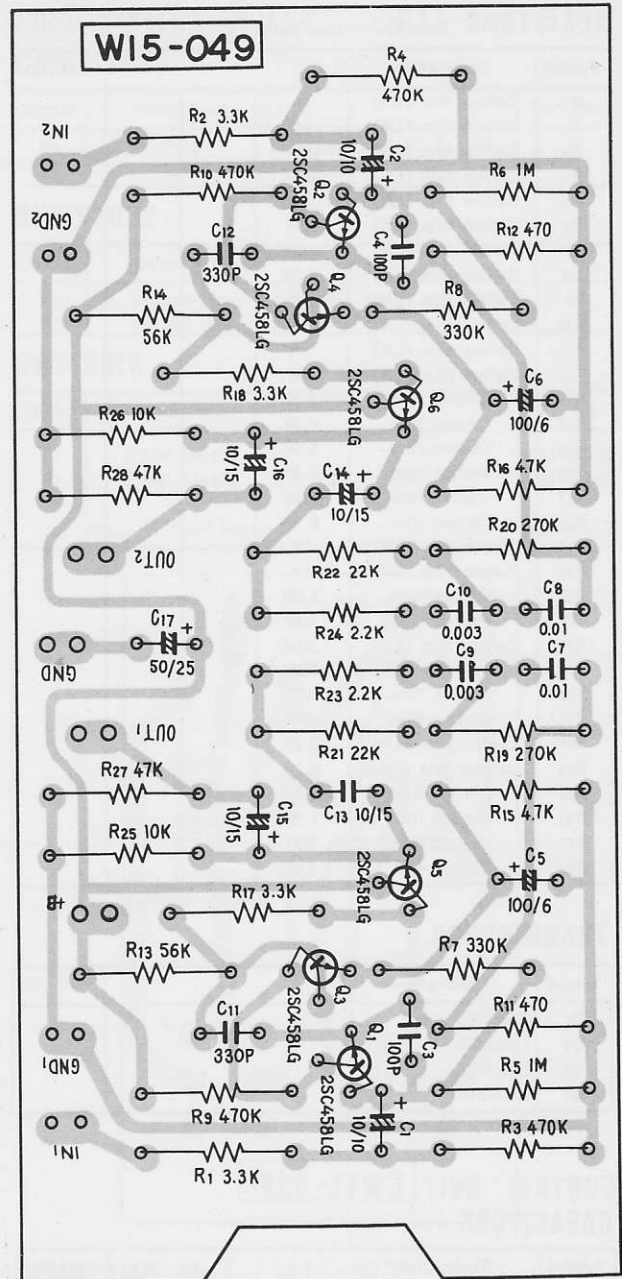 W15-049
R4
470K
IN2
R2 3.3K
C2
10/10
R10 470K
Q2
2SC458LG
R6 1M
GND2
C12
330P
C4 100P
R12 470
R14
56K
Q4
2SC458LG
R8
330K
R18 3.3K
Q6
2SC458LG
C6
100/6
R26 10K
C16
10/15
R28 47K
C14
10/15
R16 4.7K
OUT2
R20 270K
R22 22K
C10
0.003
C8
0.01
R24 2.2K
C17
50/25
GND
C9
0.003
C7
0.01
R23 2.2K
OUT1
R21 22K
R19 270K
R27 47K
C15
10/15
C13 10/15
R15 4.7K
R25 10K
Q5
2SC458LG
C5
100/6
+B
R17 3.3K
R13 56K
Q3
2SC458LG
R7 330K
C11
330P
Q1
2SC458LG
C3
100P
R11 470
GND1
R9 470K
R5 1M
C1
10/10
IN1
R1 3.3K
R3 470K